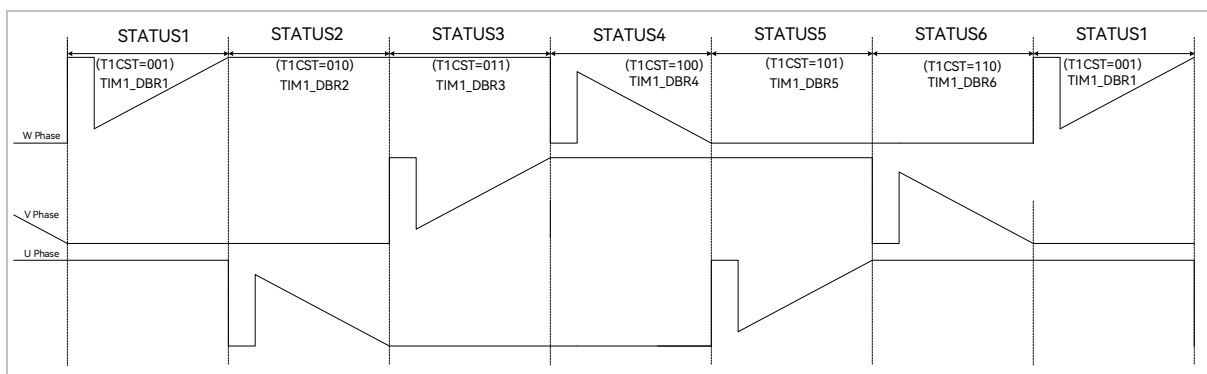 STATUS1 STATUS2 STATUS3 STATUS4 STATUS5 STATUS6 STATUS1
(T1CST=001) (T1CST=010) (T1CST=011) (T1CST=100) (T1CST=101) (T1CST=110) (T1CST=001)
TIM1_DBR1 TIM1_DBR2 TIM1_DBR3 TIM1_DBR4 TIM1_DBR5 TIM1_DBR6 TIM1_DBR1
W Phase
V Phase
U Phase